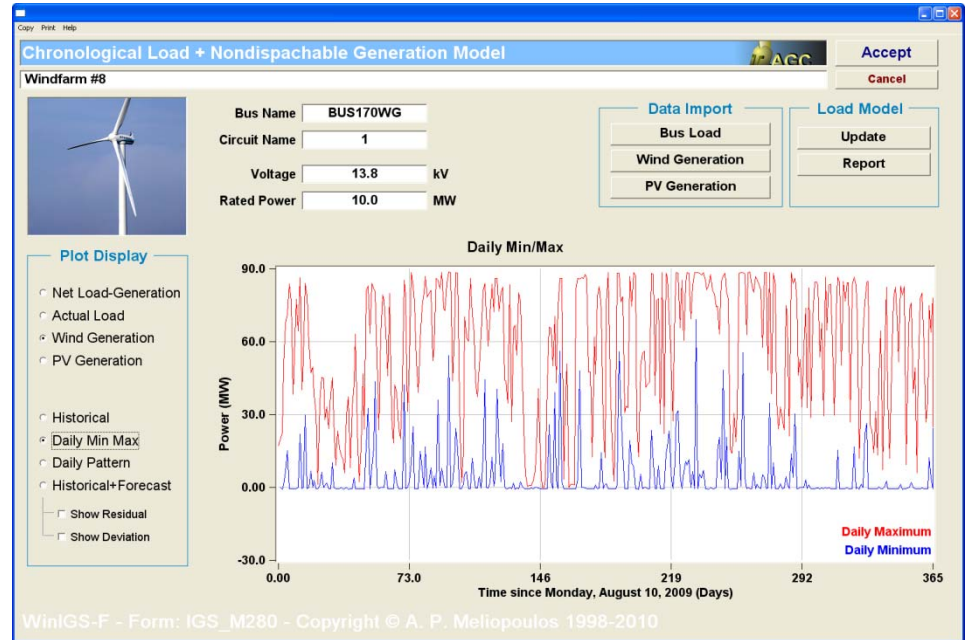 Copy Print Help
Chronological Load + Nondispachable Generation Model
AGC
Accept
Windfarm #8
Cancel
Bus Name BUS170WG
Circuit Name 1
Voltage 13.8 kV
Rated Power 10.0 MW
Data Import
Bus Load
Wind Generation
PV Generation
Load Model
Update
Report
Plot Display
Net Load-Generation
Actual Load
Wind Generation
PV Generation
Historical
Daily Min Max
Daily Pattern
Historical+Forecast
Show Residual
Show Deviation
Daily Min/Max
Power (MW)
90.0
60.0
30.0
0.00
-30.0
Daily Maximum
Daily Minimum
0.00 73.0 146 219 292 365
Time since Monday, August 10, 2009 (Days)
WinIGS-F - Form: IGS_M280 - Copyright © A. P. Meliopoulos 1998-2010